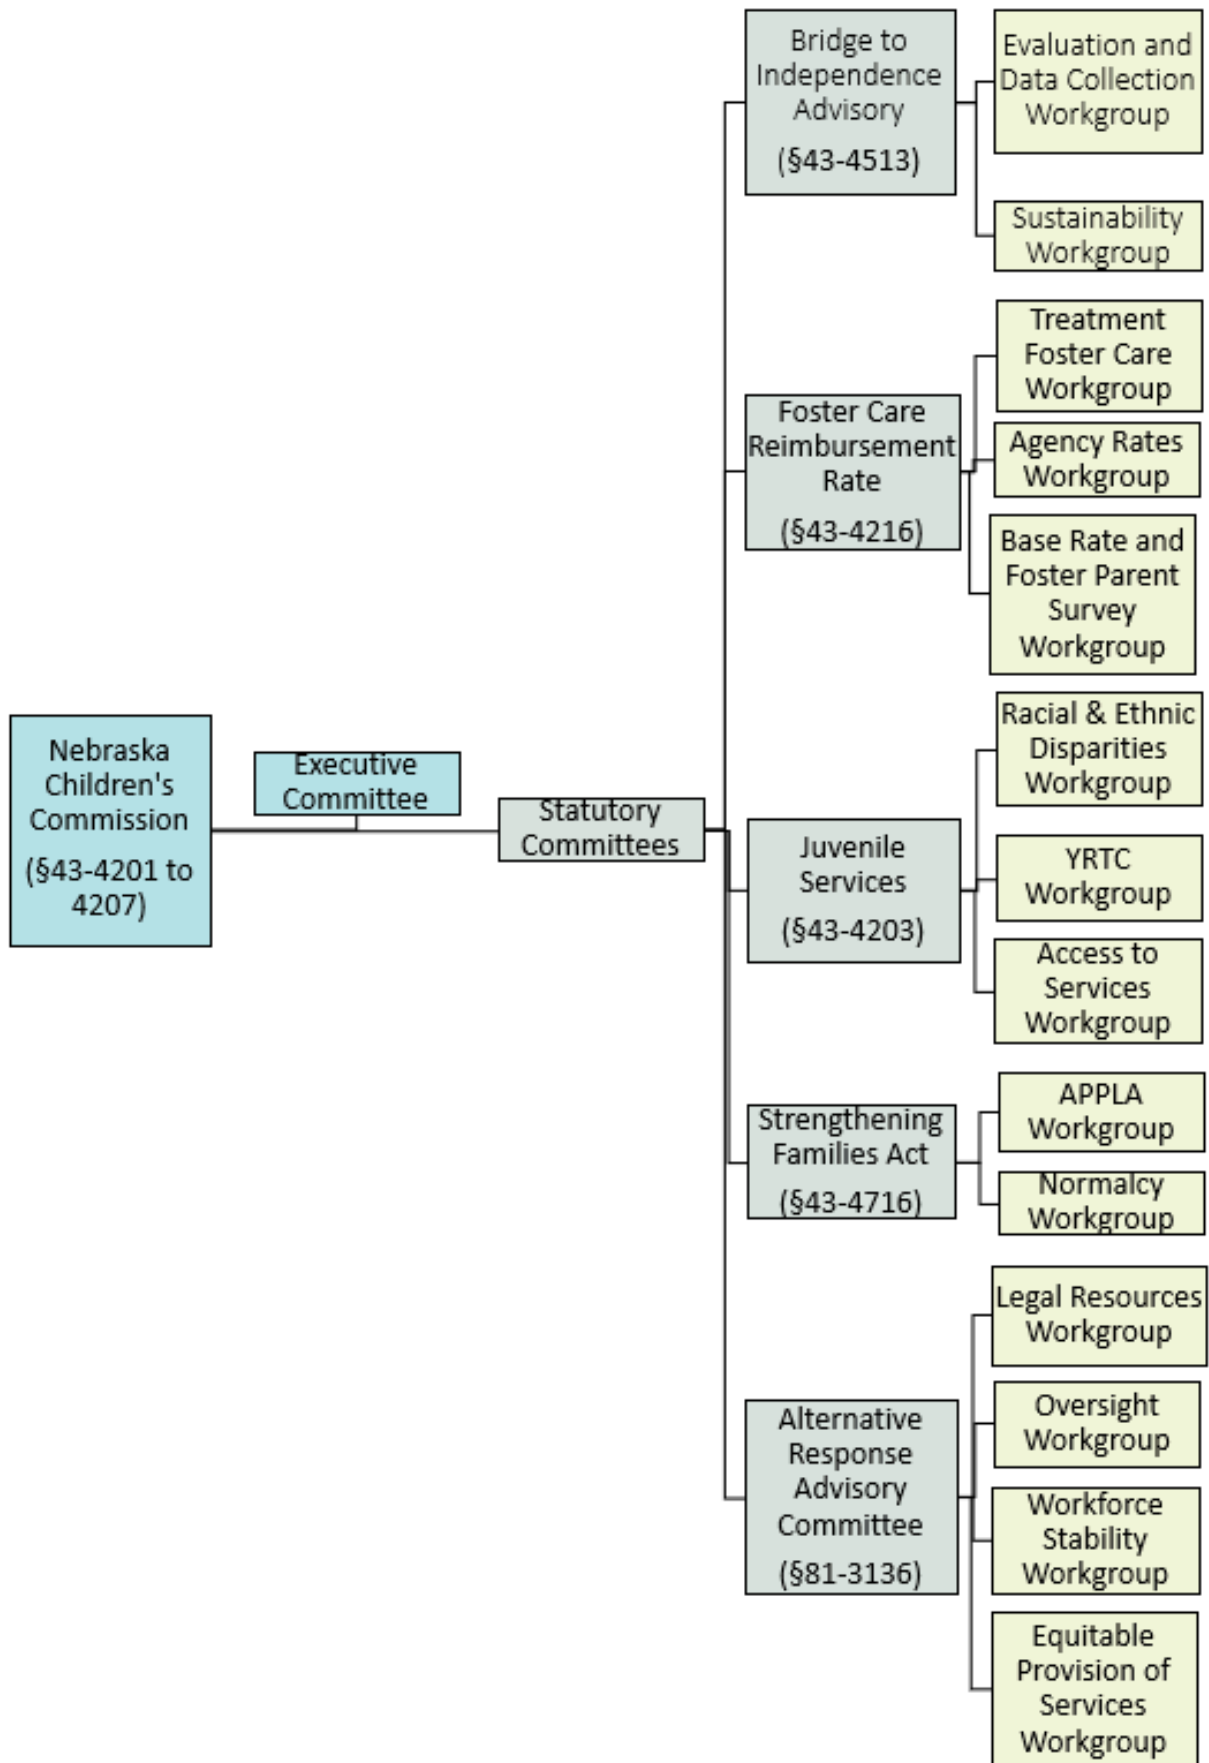 Nebraska
Children's
Commission
(§43-4201 to
4207)
Executive
Committee
Statutory
Committees
Bridge to
Independence
Advisory
(§43-4513)
Evaluation and
Data Collection
Workgroup
Sustainability
Workgroup
Foster Care
Reimbursement
Rate
(§43-4216)
Treatment
Foster Care
Workgroup
Agency Rates
Workgroup
Base Rate and
Foster Parent
Survey
Workgroup
Juvenile
Services
(§43-4203)
Racial & Ethnic
Disparities
Workgroup
YRTC
Workgroup
Access to
Services
Workgroup
Strengthening
Families Act
(§43-4716)
APPLA
Workgroup
Normalcy
Workgroup
Alternative
Response
Advisory
Committee
(§81-3136)
Legal Resources
Workgroup
Oversight
Workgroup
Workforce
Stability
Workgroup
Equitable
Provision of
Services
Workgroup